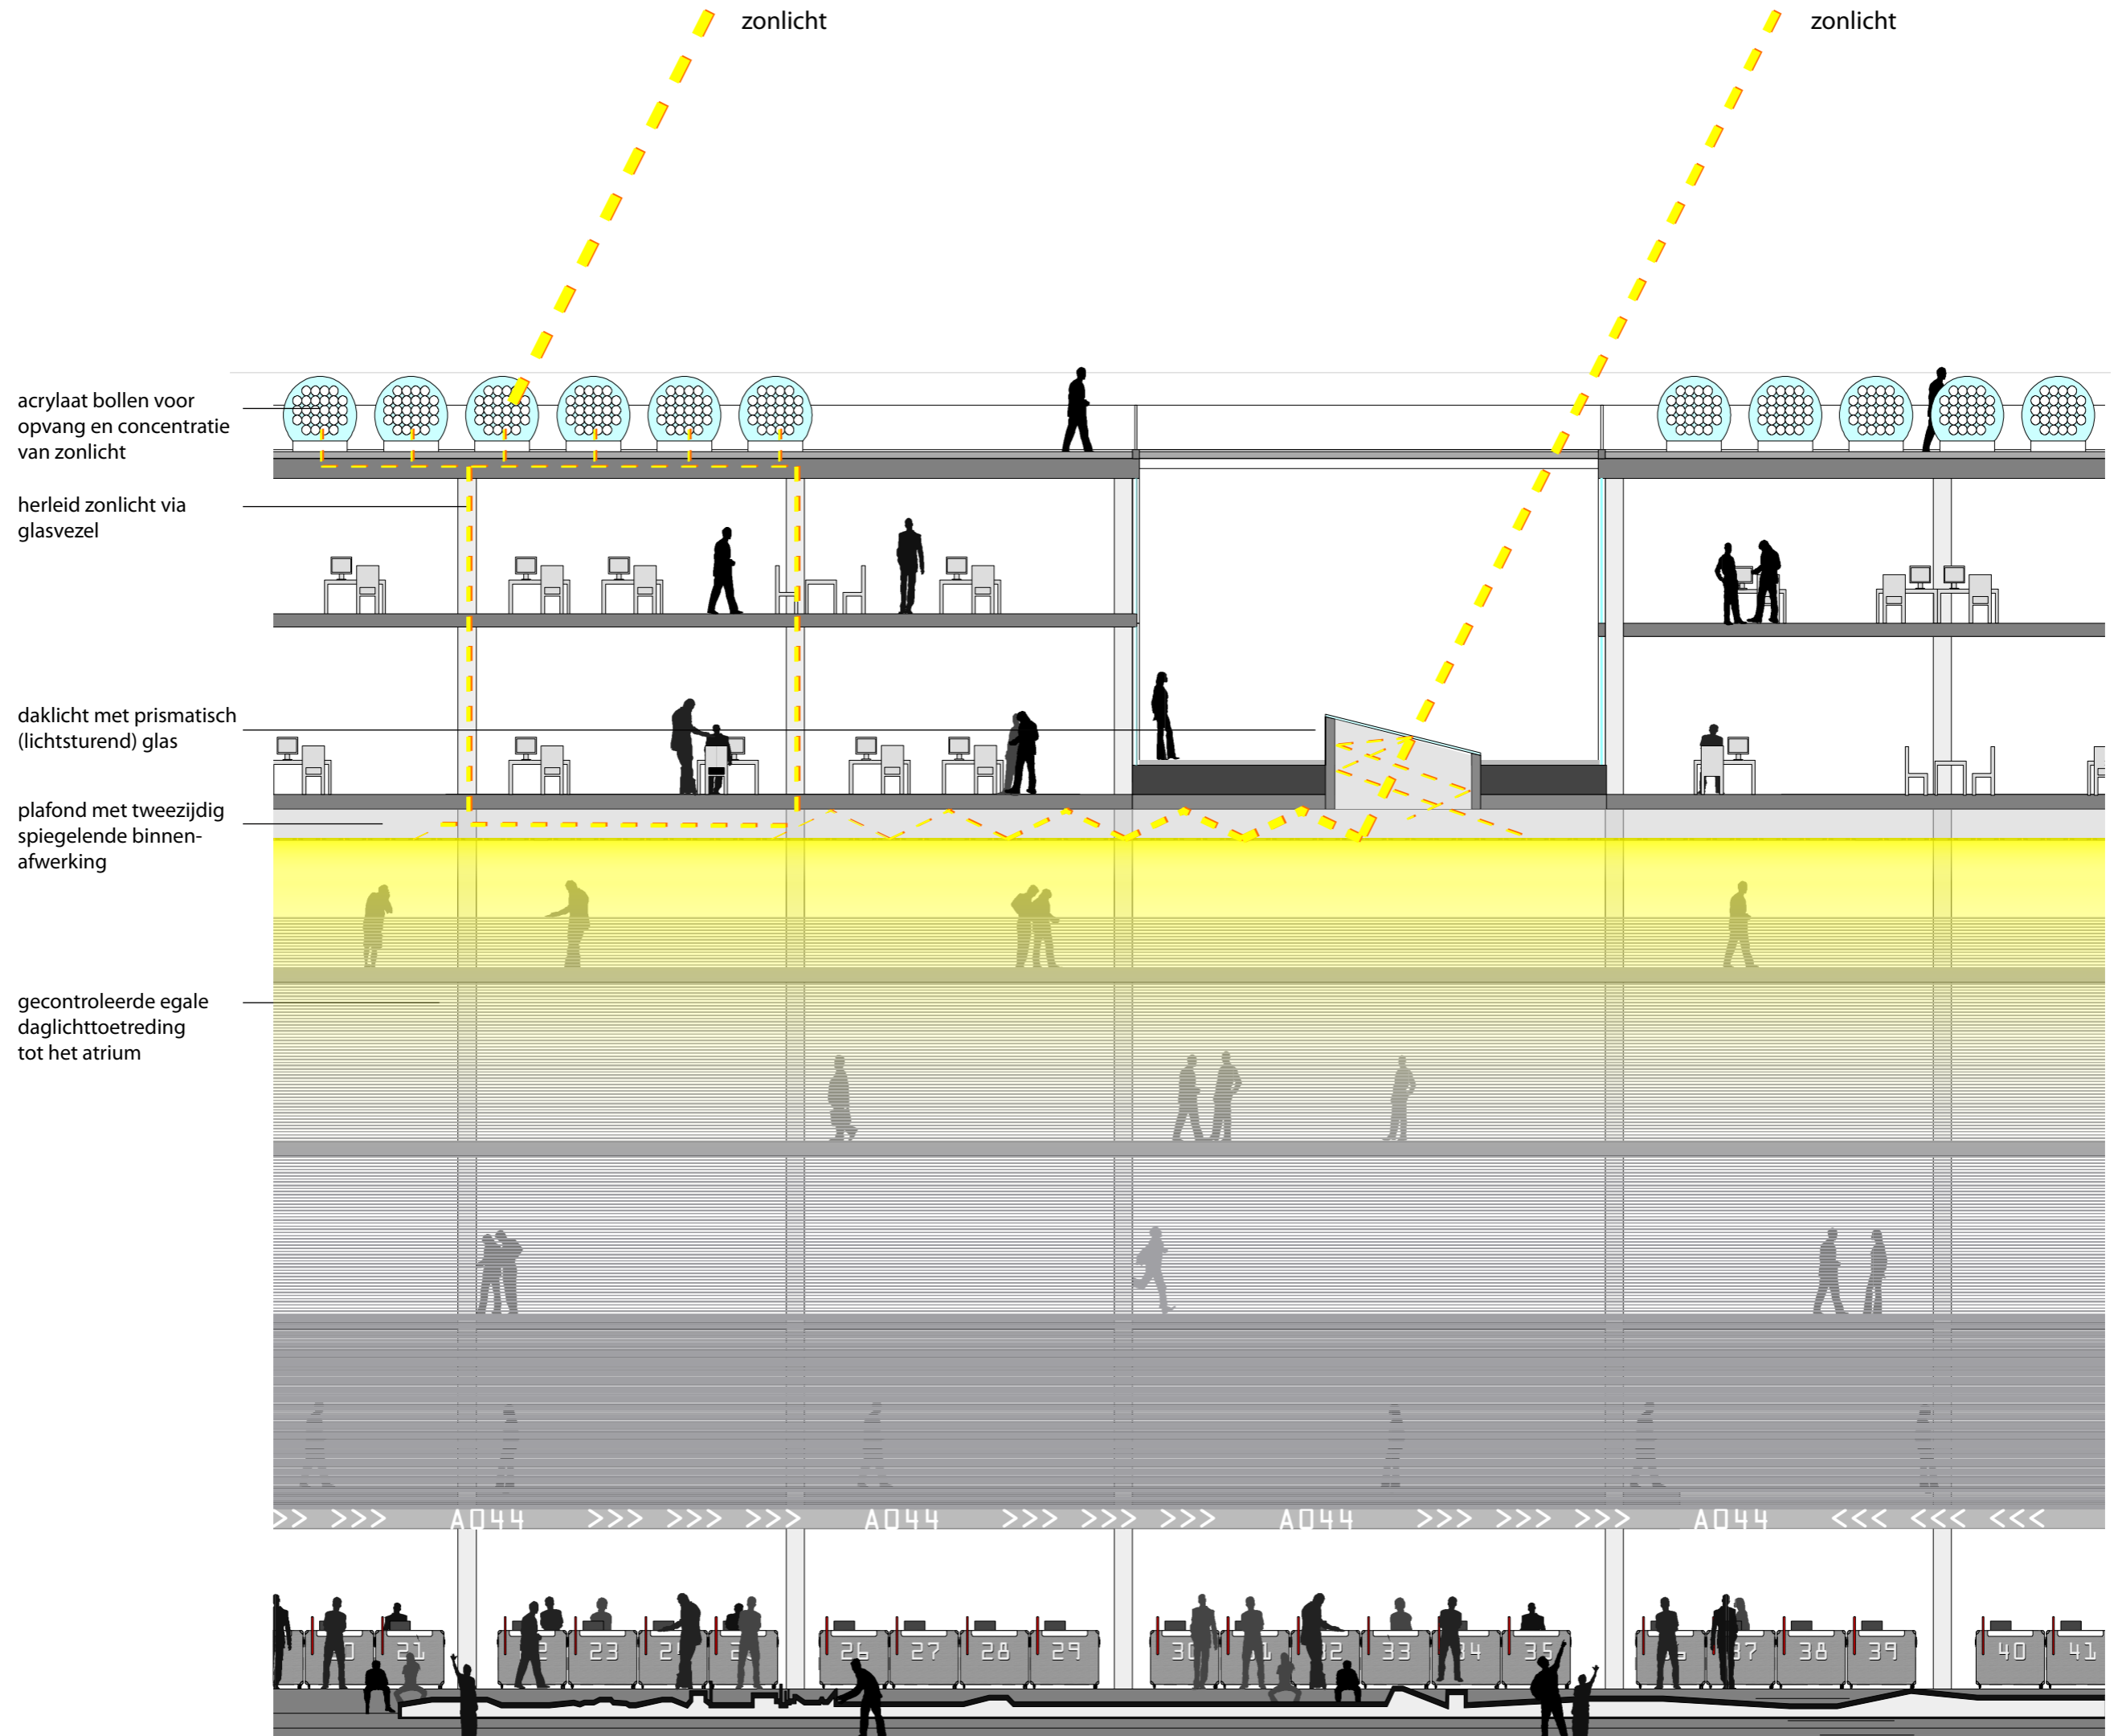 zonlicht
zonlicht
acrylaat bollen voor
opvang en concentratie
van zonlicht
herleid zonlicht via
glasvezel
daklicht met prismatisch
(lichtsturend) glas
plafond met tweezijdig
spiegelende binnen-
afwerking
gecontroleerde egale
daglichttoetreding
tot het atrium
>> >>> A044 >>> >>> >>> A044 >>> >>> >>> A044 >>> >>> >>> A044 <<< <<< <<<
21 23 26 27 28 29 33 35 38 39 40 41